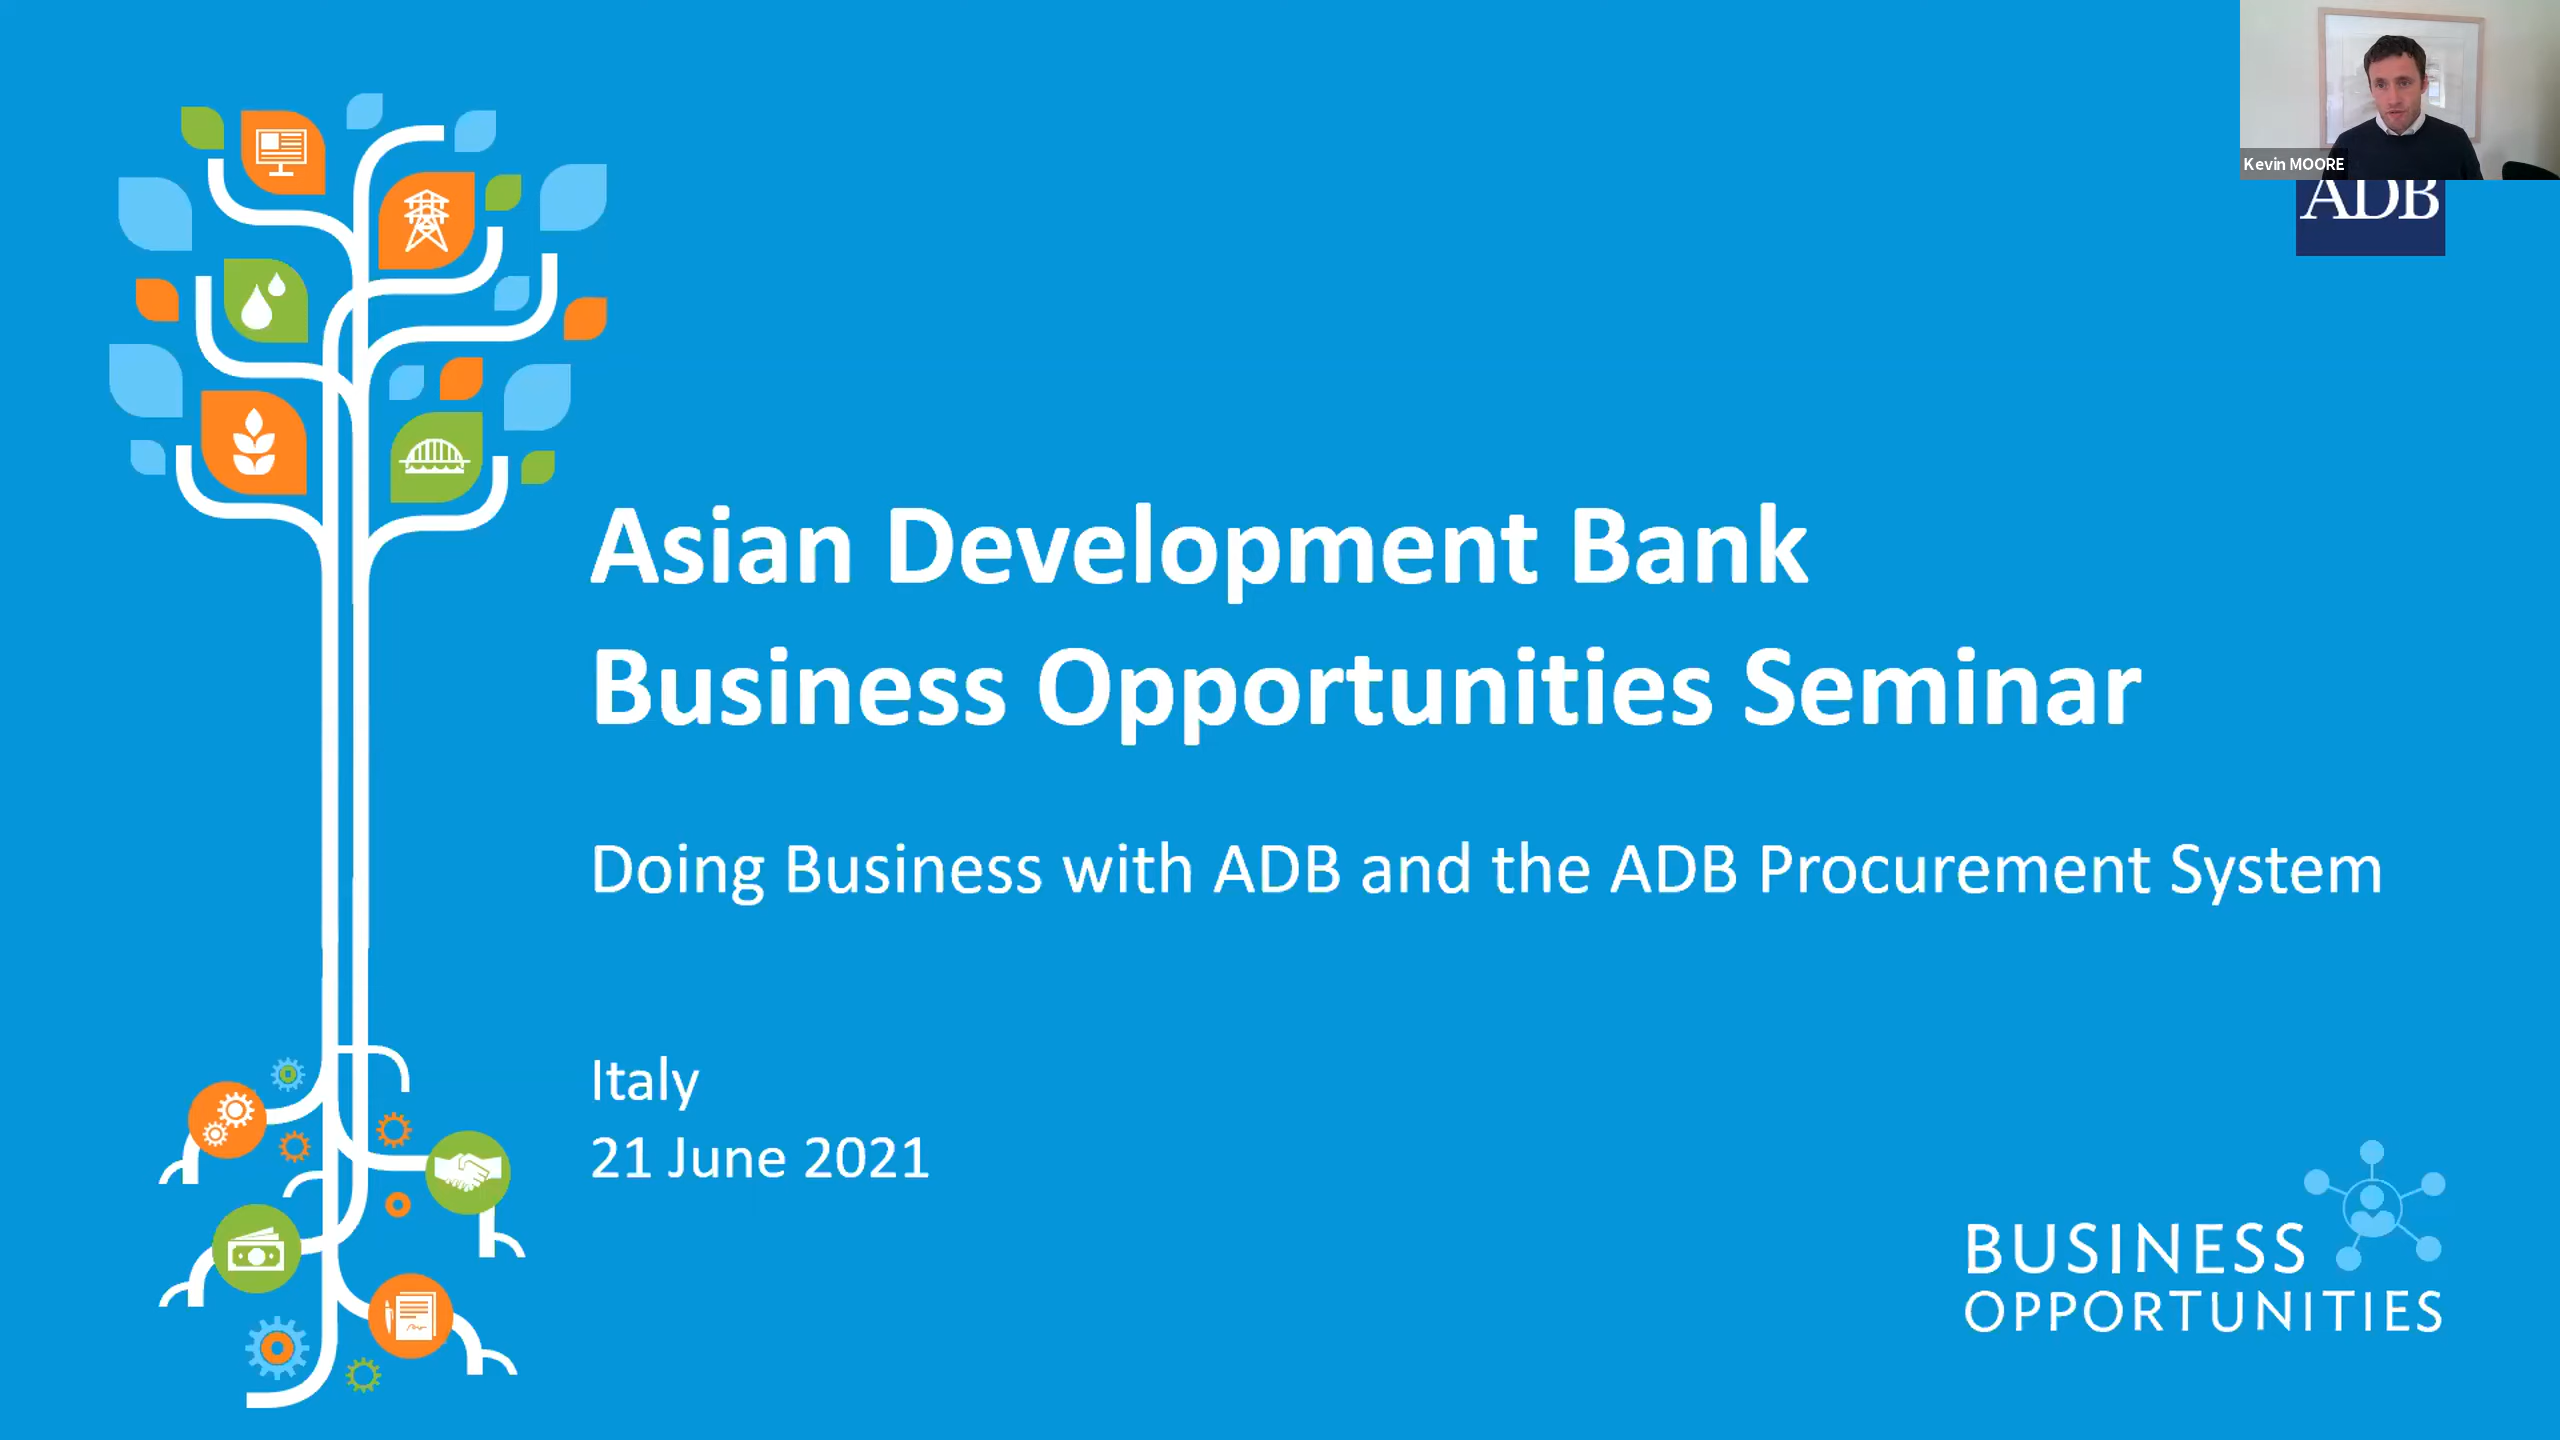 Kevin MOORE
ADB
Asian Development Bank
Business Opportunities Seminar
Doing Business with ADB and the ADB Procurement System
Italy
21 June 2021
BUSINESS
OPPORTUNITIES